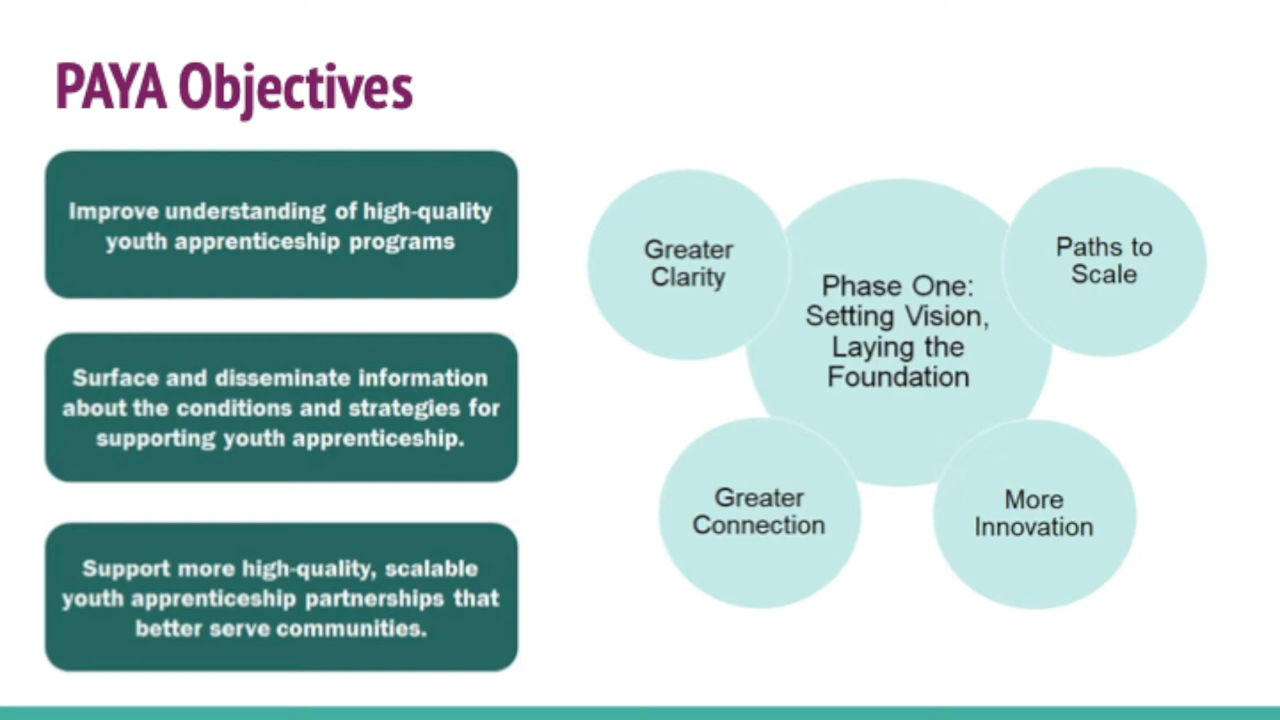 PAYA Objectives
Improve understanding of high-quality
youth apprenticeship programs
Surface and disseminate information
about the conditions and strategies for
supporting youth apprenticeship.
Support more high-quality, scalable
youth apprenticeship partnerships that
better serve communities.
Greater
Clarity
Phase One:
Setting Vision,
Laying the
Foundation
Paths to
Scale
Greater
Connection
More
Innovation